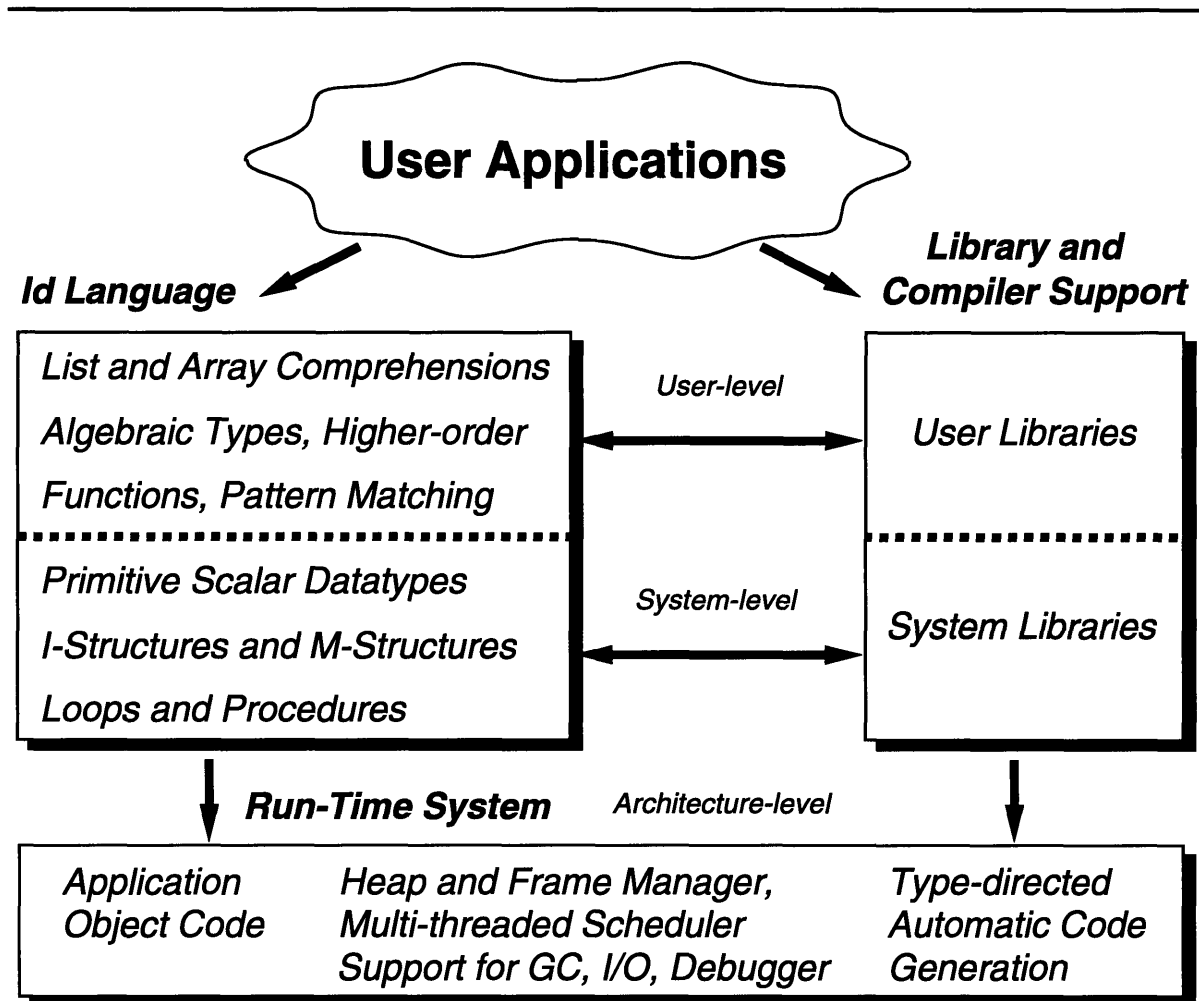 User Applications
Id Language
Library and
Compiler Support
List and Array Comprehensions
Algebraic Types, Higher-order
Functions, Pattern Matching
User-level
User Libraries
Primitive Scalar Datatypes
I-Structures and M-Structures
Loops and Procedures
System-level
System Libraries
Run-Time System
Architecture-level
Application
Object Code
Heap and Frame Manager,
Multi-threaded Scheduler
Support for GC, I/O, Debugger
Type-directed
Automatic Code
Generation